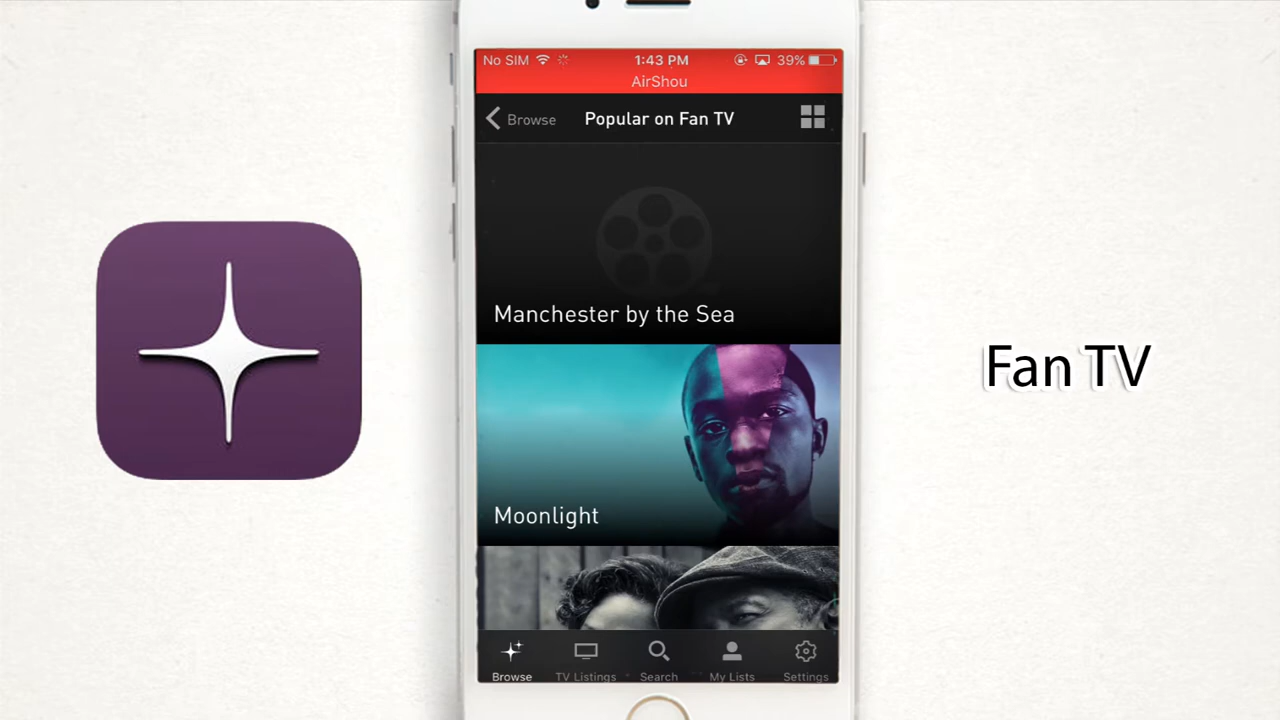 No SIM 1:43 PM 39%
AirShou
Browse Popular on Fan TV
Manchester by the Sea
Moonlight
Fan TV
Browse TV Listings Search My Lists Settings